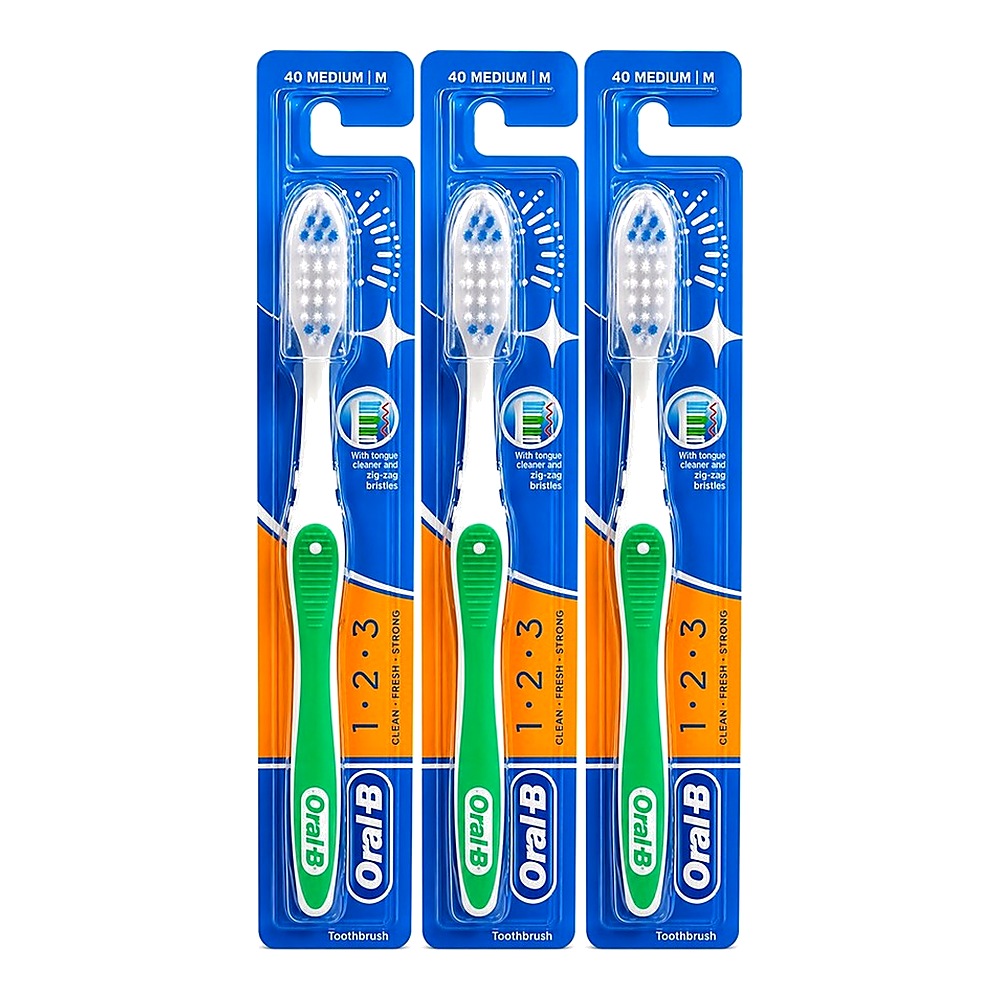 40 MEDIUM | M
With tongue
cleaner and
zig-zag
bristles
1 • 2 • 3
CLEAN • FRESH • STRONG
Oral-B
Oral-B
Toothbrush
40 MEDIUM | M
With tongue
cleaner and
zig-zag
bristles
1 • 2 • 3
CLEAN • FRESH • STRONG
Oral-B
Oral-B
Toothbrush
40 MEDIUM | M
With tongue
cleaner and
zig-zag
bristles
1 • 2 • 3
CLEAN • FRESH • STRONG
Oral-B
Oral-B
Toothbrush